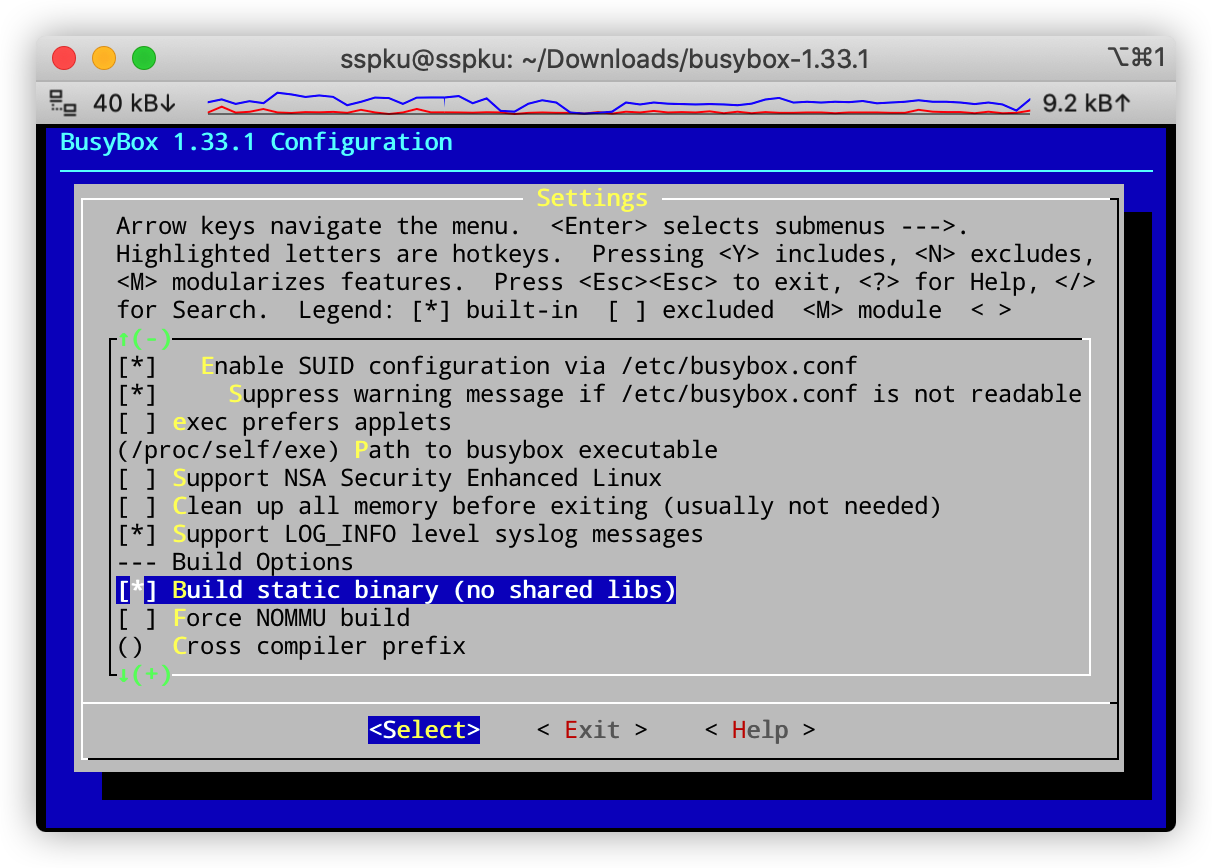 sspku@sspku: ~/Downloads/busybox-1.33.1 ⌥⌘1
40 kB↓ 9.2 kB↑
BusyBox 1.33.1 Configuration
Settings
Arrow keys navigate the menu.  <Enter> selects submenus --->.
Highlighted letters are hotkeys.  Pressing <Y> includes, <N> excludes,
<M> modularizes features.  Press <Esc><Esc> to exit, <?> for Help, </>
for Search.  Legend: [*] built-in  [ ] excluded  <M> module  < >
↑(-)
[*]   Enable SUID configuration via /etc/busybox.conf
[*]     Suppress warning message if /etc/busybox.conf is not readable
[ ] exec prefers applets
(/proc/self/exe) Path to busybox executable
[ ] Support NSA Security Enhanced Linux
[ ] Clean up all memory before exiting (usually not needed)
[*] Support LOG_INFO level syslog messages
--- Build Options
[*] Build static binary (no shared libs)
[ ] Force NOMMU build
()  Cross compiler prefix
↓(+)
<Select>    < Exit >    < Help >